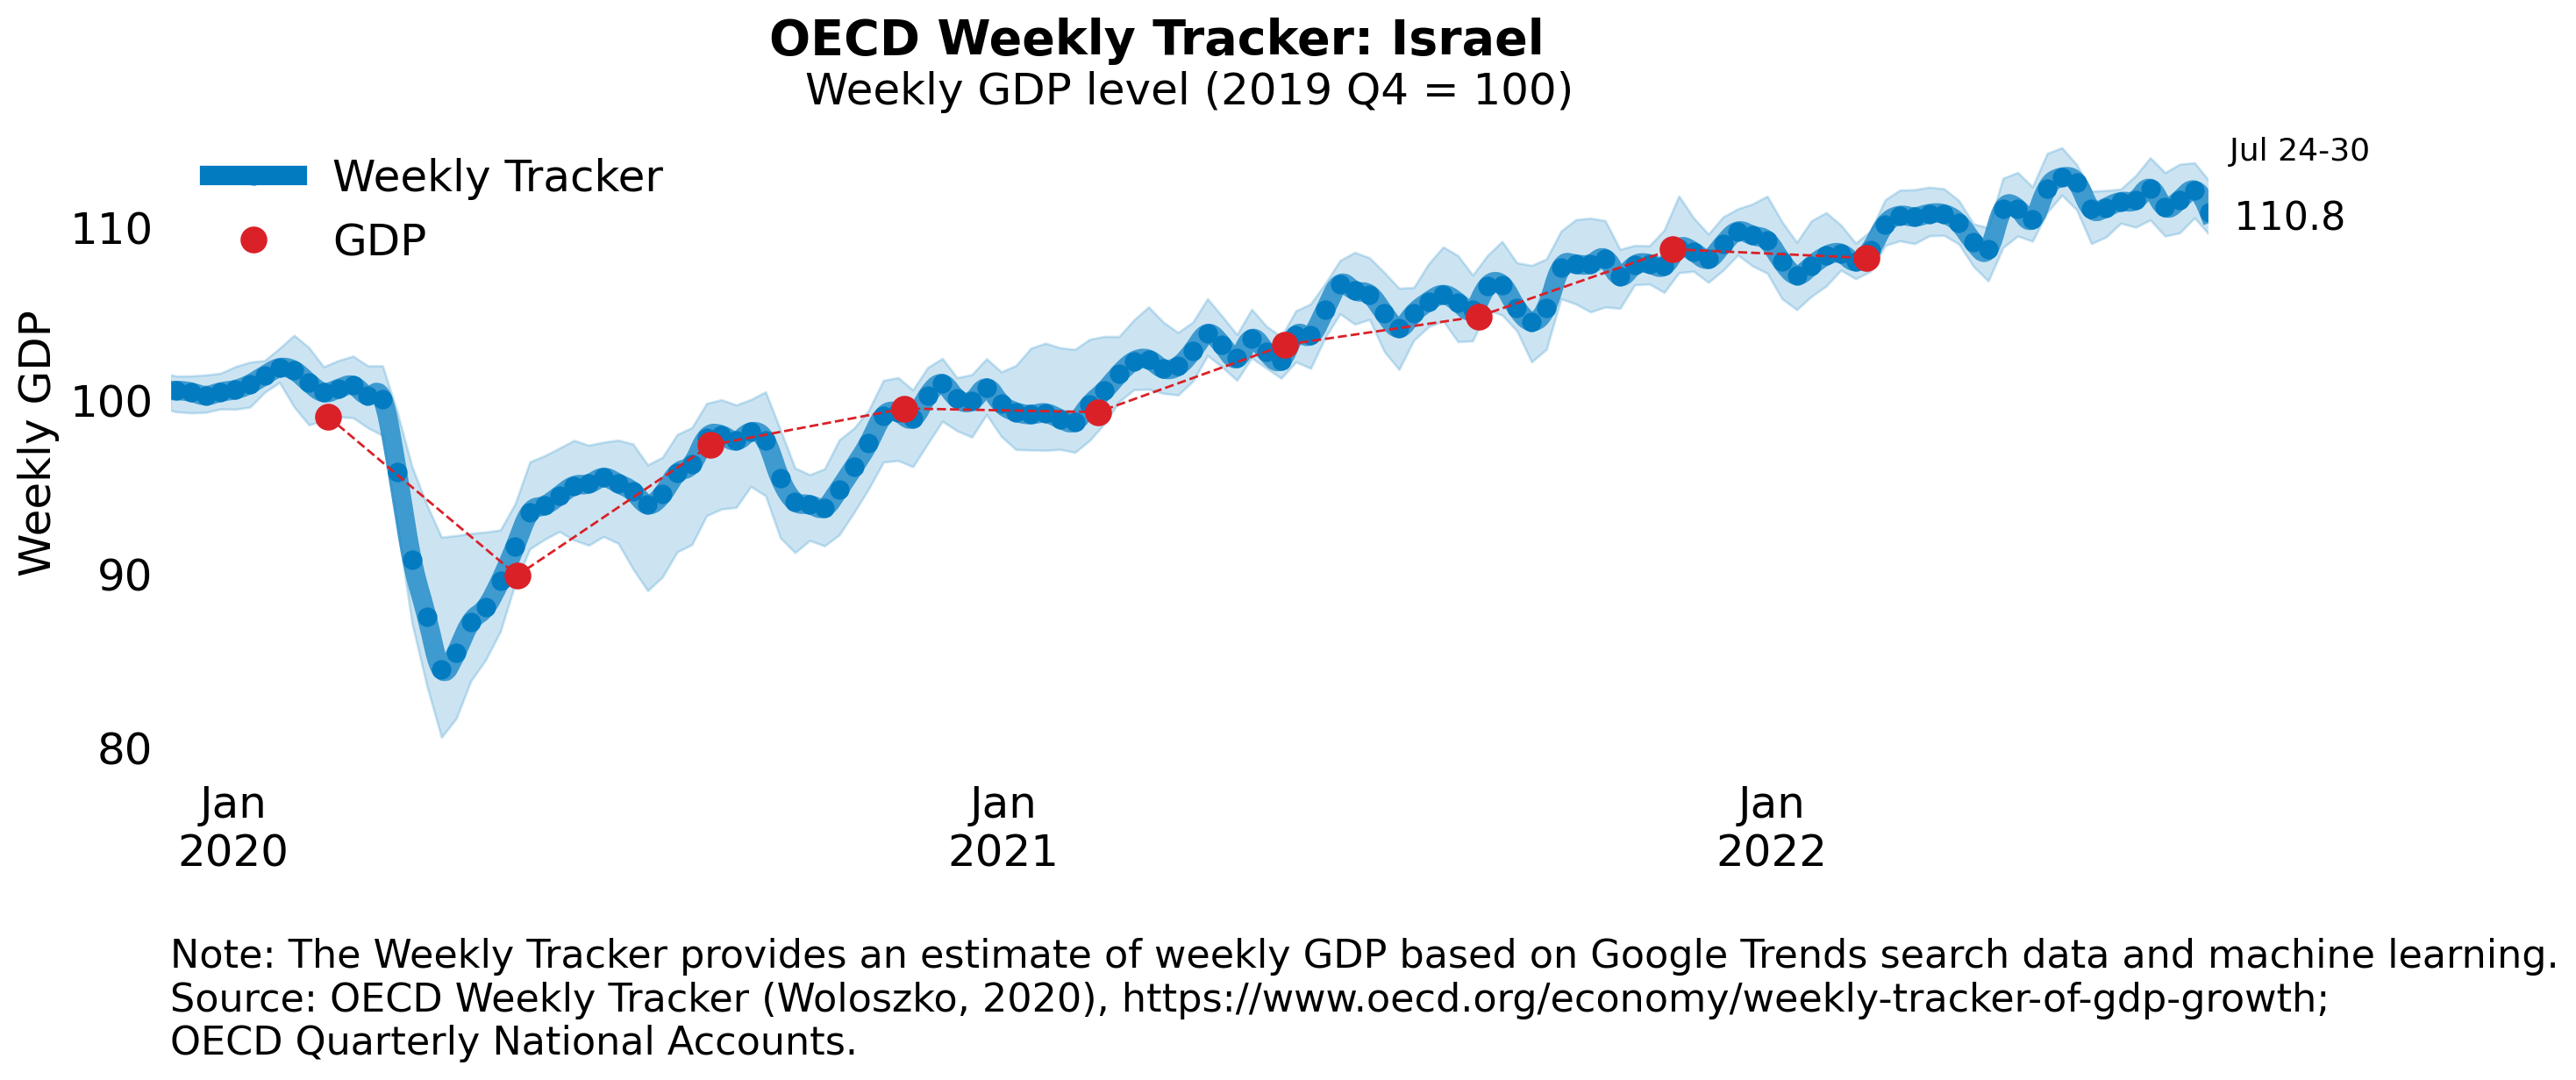 OECD Weekly Tracker: Israel
Weekly GDP level (2019 Q4 = 100)
Jul 24-30
Weekly Tracker
110.8
110
GDP
Weekly GDP
100
90
80
Jan
2020
Jan
2021
Jan
2022
Note: The Weekly Tracker provides an estimate of weekly GDP based on Google Trends search data and machine learning.
Source: OECD Weekly Tracker (Woloszko, 2020), https://www.oecd.org/economy/weekly-tracker-of-gdp-growth;
OECD Quarterly National Accounts.